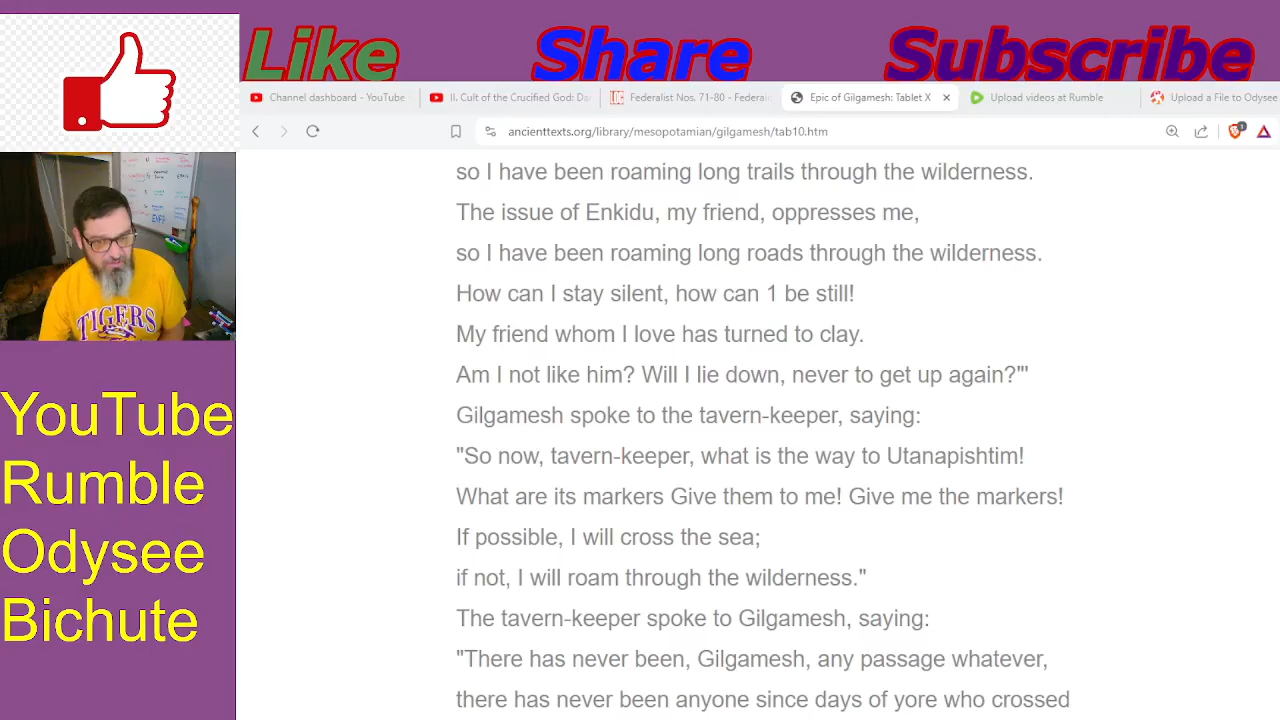 Like Share Subscribe
Channel dashboard - YouTube
II. Cult of the Crucified God: Da
Federalist Nos. 71-80 - Federal
Epic of Gilgamesh: Tablet X
Upload videos at Rumble
Upload a File to Odysee
ancienttexts.org/library/mesopotamian/gilgamesh/tab10.htm
so I have been roaming long trails through the wilderness.
The issue of Enkidu, my friend, oppresses me,
so I have been roaming long roads through the wilderness.
How can I stay silent, how can 1 be still!
My friend whom I love has turned to clay.
Am I not like him? Will I lie down, never to get up again?"'
Gilgamesh spoke to the tavern-keeper, saying:
"So now, tavern-keeper, what is the way to Utanapishtim!
What are its markers Give them to me! Give me the markers!
If possible, I will cross the sea;
if not, I will roam through the wilderness."
The tavern-keeper spoke to Gilgamesh, saying:
"There has never been, Gilgamesh, any passage whatever,
there has never been anyone since days of yore who crossed
TIGERS
YouTube
Rumble
Odysee
Bichute